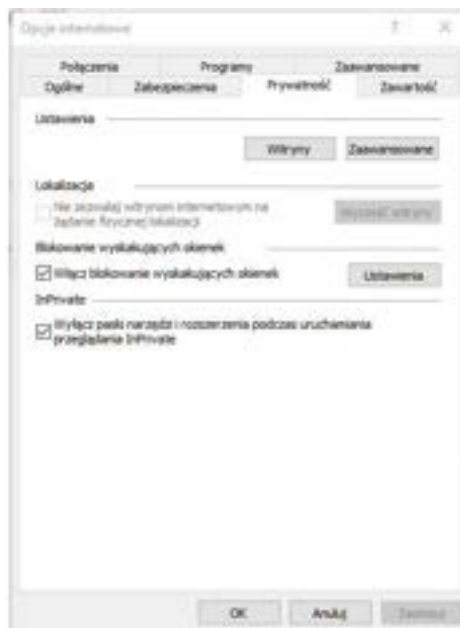 Opcje internetowe
? X
Połączenia Programy Zaawansowane
Ogólne Zabezpieczenia Prywatność Zawartość
Ustawienia
Witryny Zaawansowane
Lokalizacja
Nie zezwalaj witrynom internetowym na
żądanie fizycznej lokalizacji
Wyczyść witryny
Blokowanie wyskakujących okienek
Włącz blokowanie wyskakujących okienek
Ustawienia
InPrivate
Wyłącz paski narzędzi i rozszerzenia podczas uruchamiania
przeglądania InPrivate
OK Anuluj Zastosuj